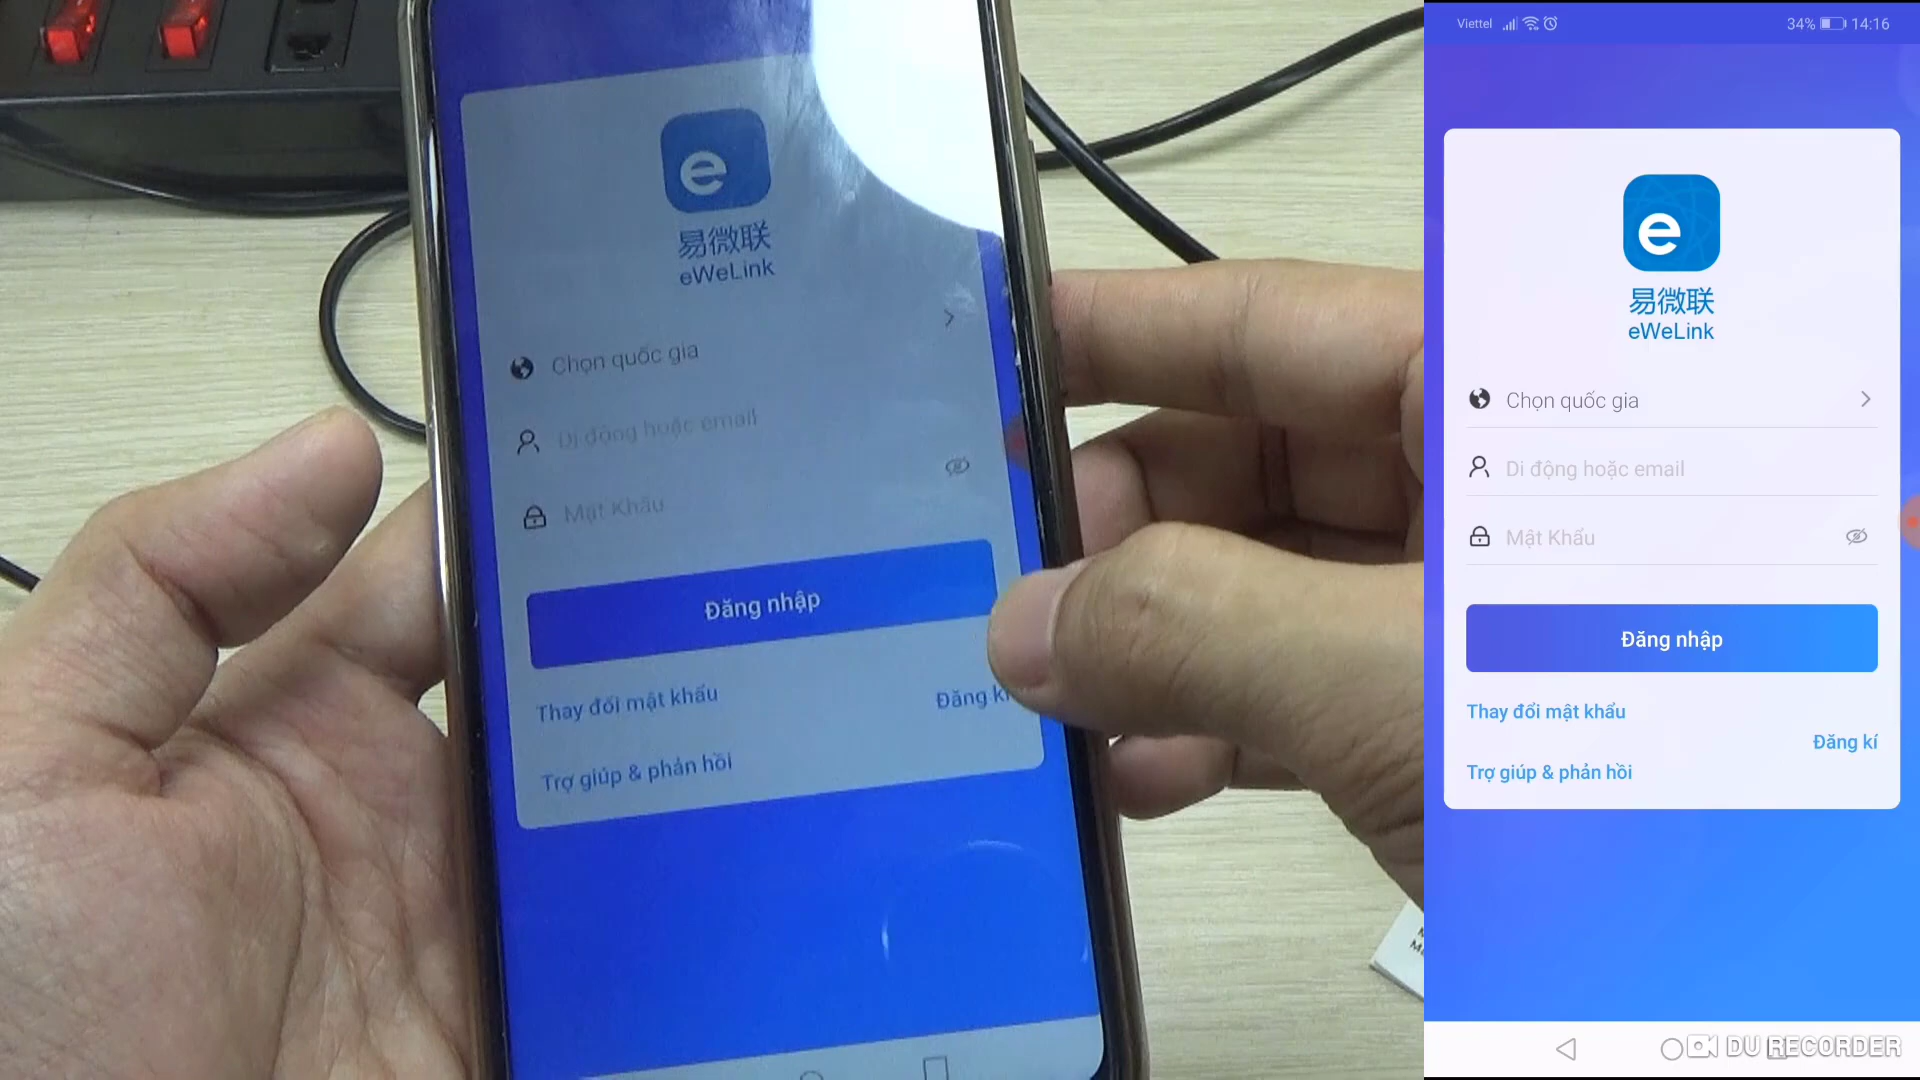 e
易微联
eWeLink
Chọn quốc gia
Di động hoặc email
Mật Khẩu
Đăng nhập
Thay đổi mật khẩu
Đăng kí
Trợ giúp & phản hồi
Viettel
34% 14:16
e
易微联
eWeLink
Chọn quốc gia
Di động hoặc email
Mật Khẩu
Đăng nhập
Thay đổi mật khẩu
Đăng kí
Trợ giúp & phản hồi
DU RECORDER